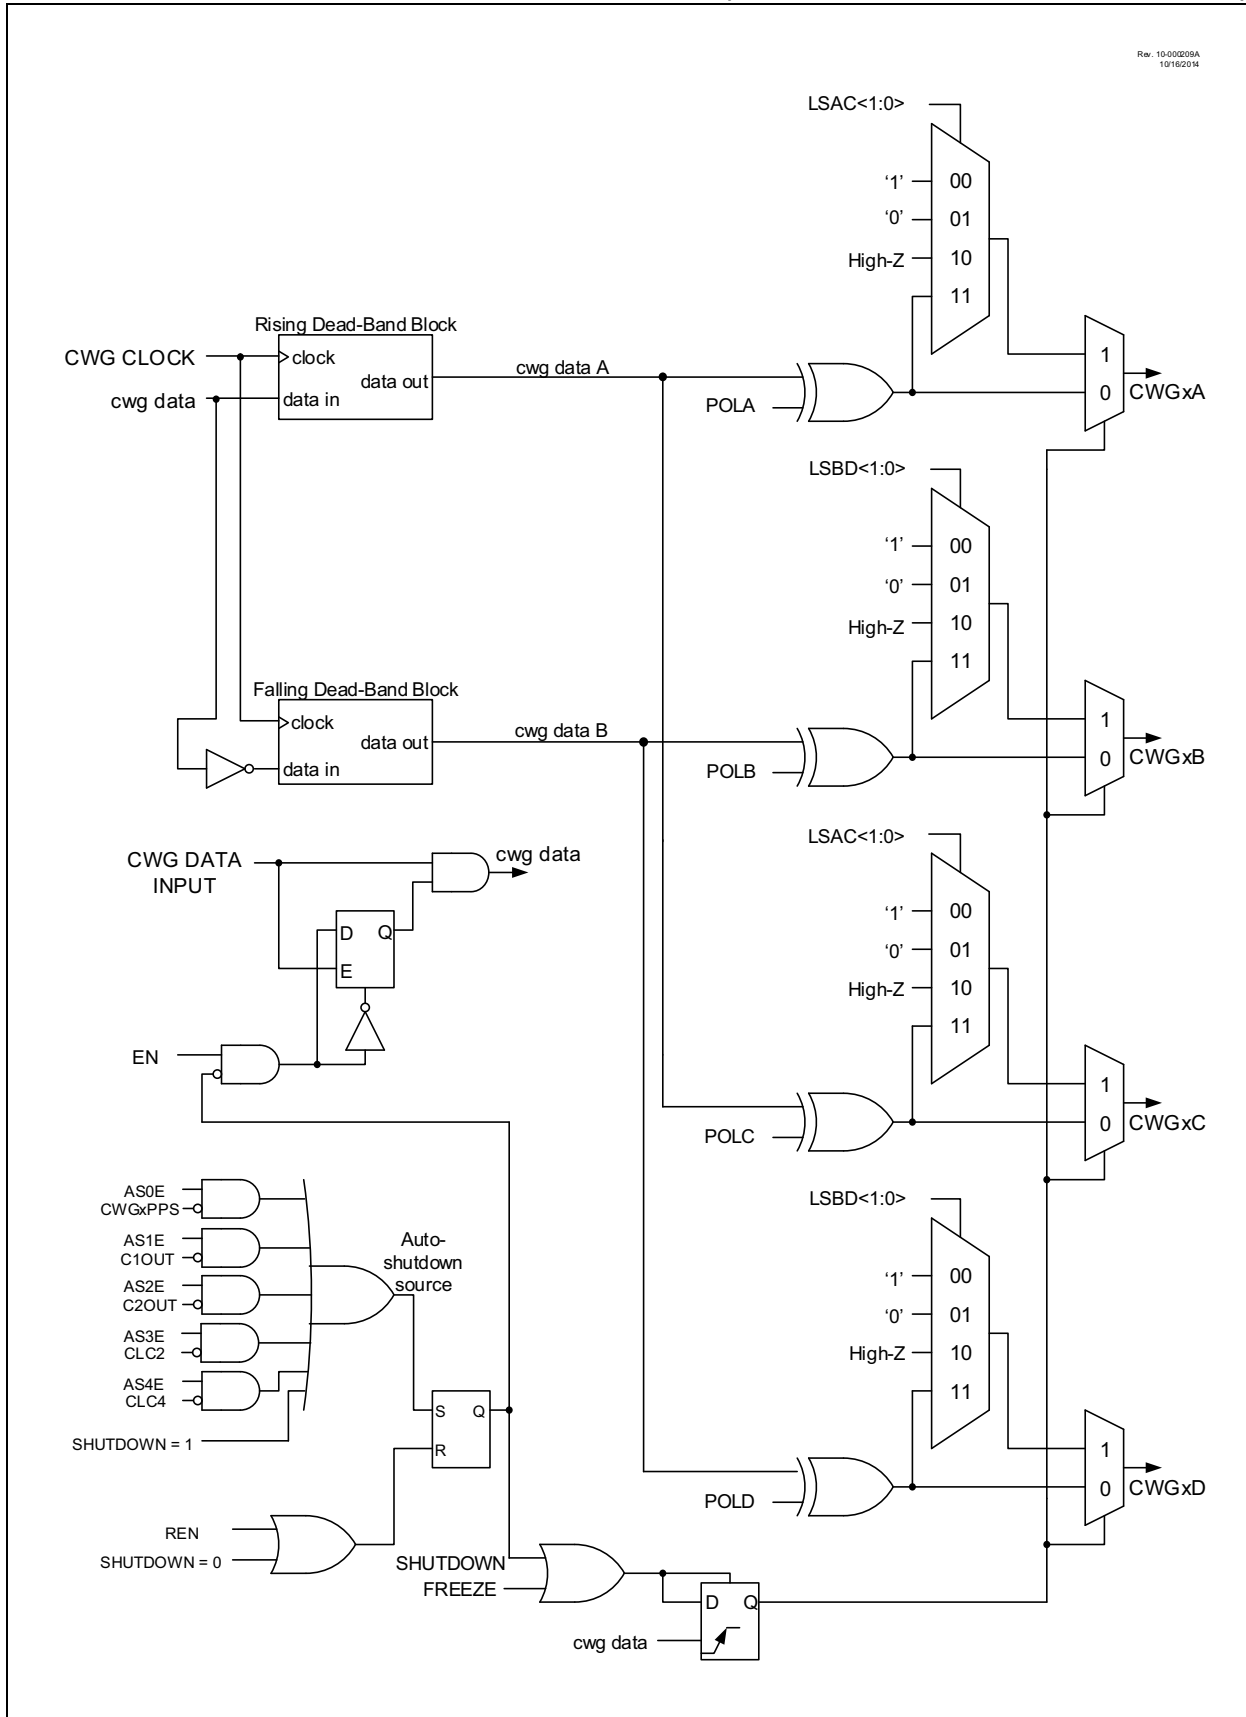 Rev. 10-000209A
10/16/2014
LSAC<1:0>
'1'
00
'0'
01
High-Z
10
11
1
0
CWGxA
Rising Dead-Band Block
CWG CLOCK
clock
data out
cwg data
data in
cwg data A
POLA
LSBD<1:0>
'1'
00
'0'
01
High-Z
10
11
1
0
CWGxB
Falling Dead-Band Block
clock
data out
data in
cwg data B
POLB
CWG DATA
INPUT
cwg data
D
Q
E
EN
LSAC<1:0>
'1'
00
'0'
01
High-Z
10
11
1
0
CWGxC
POLC
AS0E
CWGxPPS
AS1E
C1OUT
AS2E
C2OUT
AS3E
CLC2
AS4E
CLC4
SHUTDOWN = 1
Auto-
shutdown
source
S
Q
R
LSBD<1:0>
'1'
00
'0'
01
High-Z
10
11
1
0
CWGxD
POLD
REN
SHUTDOWN = 0
SHUTDOWN
FREEZE
D
Q
cwg data